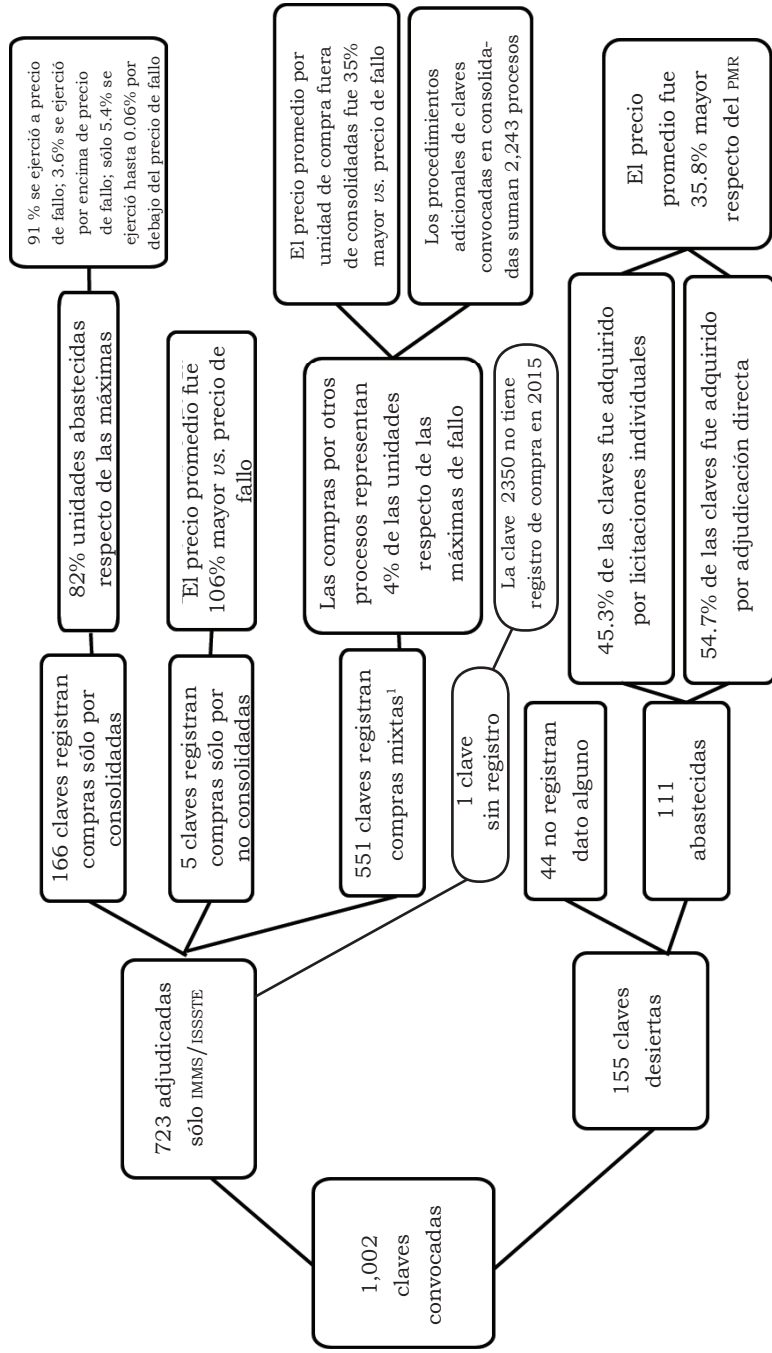 1,002
claves
convocadas
723 adjudicadas
sólo IMMS/ISSSTE
166 claves registran
compras sólo por
consolidadas
82% unidades abastecidas
respecto de las máximas
91 % se ejerció a precio
de fallo; 3.6% se ejerció
por encima de precio
de fallo; sólo 5.4% se
ejerció hasta 0.06% por
debajo del precio de fallo
5 claves registran
compras sólo por
no consolidadas
El precio promedio fue
106% mayor vs. precio de
fallo
551 claves registran
compras mixtas¹
Las compras por otros
procesos representan
4% de las unidades
respecto de las
máximas de fallo
El precio promedio por
unidad de compra fuera
de consolidadas fue 35%
mayor vs. precio de fallo
Los procedimientos
adicionales de claves
convocadas en consolida-
das suman 2,243 procesos
1 clave
sin registro
La clave 2350 no tiene
registro de compra en 2015
155 claves
desiertas
44 no registran
dato alguno
111
abastecidas
45.3% de las claves fue adquirido
por licitaciones individuales
54.7% de las claves fue adquirido
por adjudicación directa
El precio
promedio fue
35.8% mayor
respecto del PMR